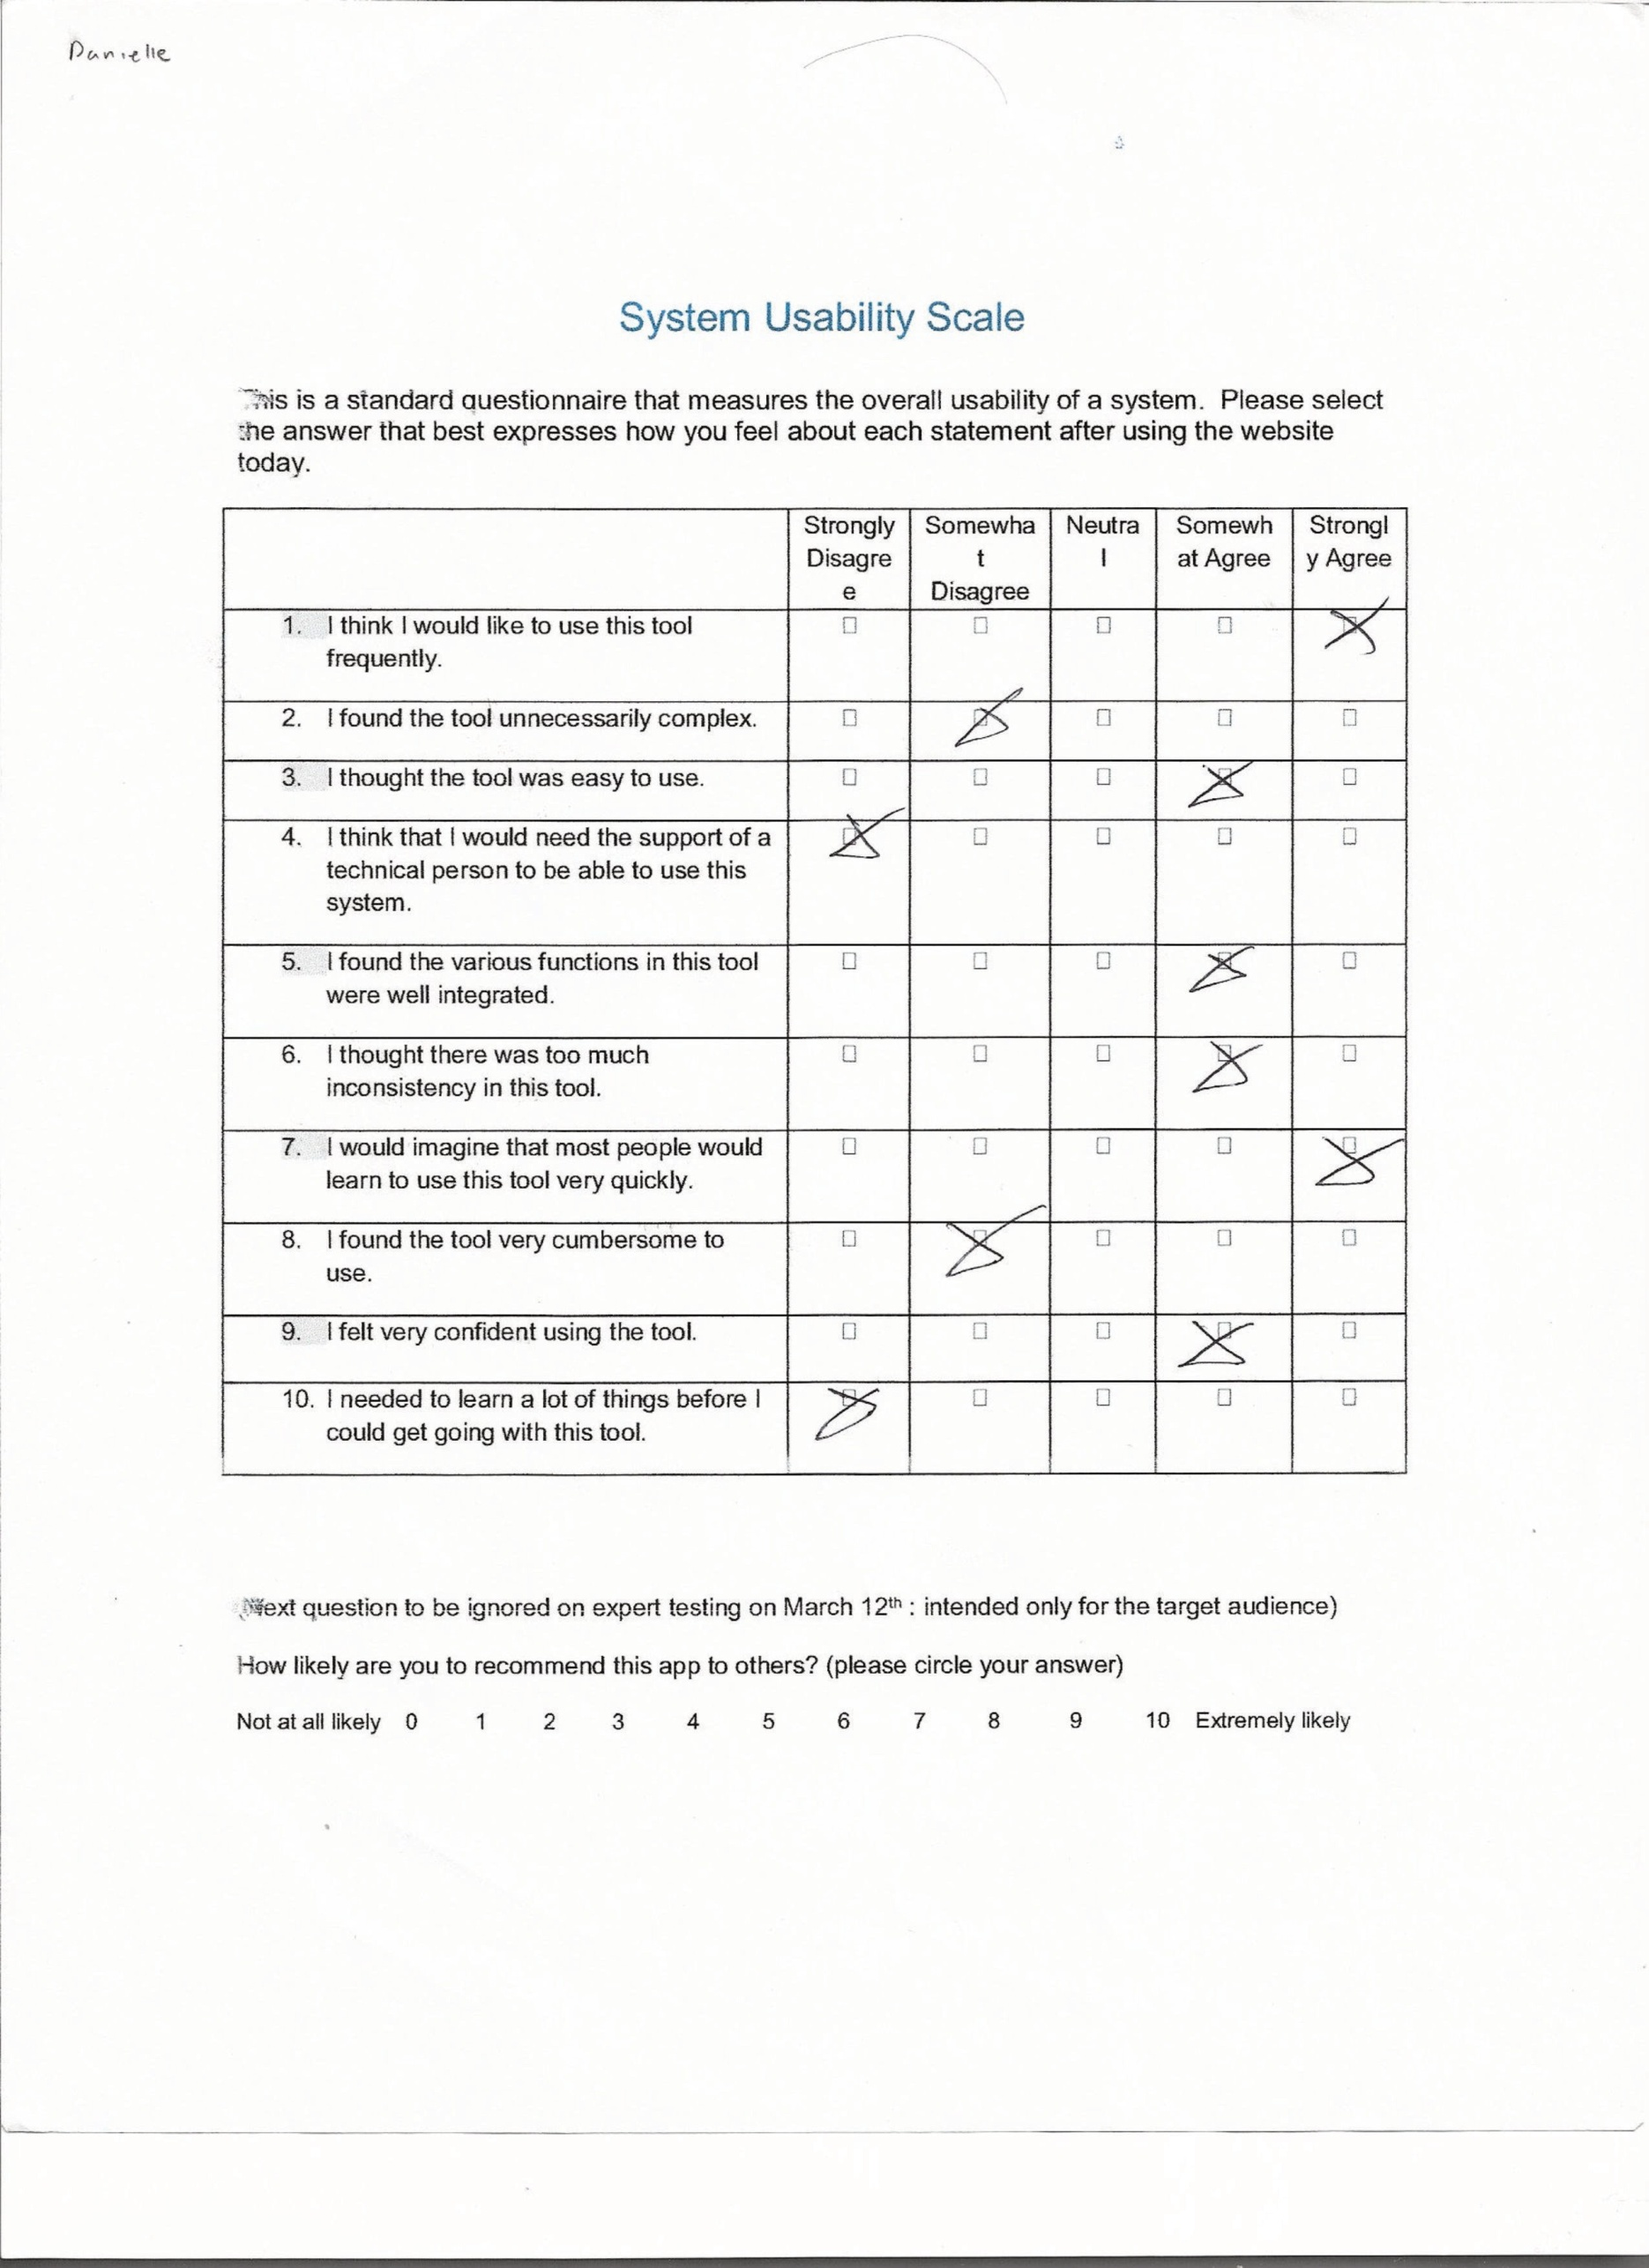 Danielle
System Usability Scale
This is a standard questionnaire that measures the overall usability of a system. Please select
the answer that best expresses how you feel about each statement after using the website
today.
Strongly Somewha Neutra Somewh Strongl
Disagre t l at Agree y Agree
e Disagree
1. I think I would like to use this tool ☐ ☐ ☐ ☐ ☒
frequently.
2. I found the tool unnecessarily complex. ☐ ☒ ☐ ☐ ☐
3. I thought the tool was easy to use. ☐ ☐ ☐ ☒ ☐
4. I think that I would need the support of a ☒ ☐ ☐ ☐ ☐
technical person to be able to use this
system.
5. I found the various functions in this tool ☐ ☐ ☐ ☒ ☐
were well integrated.
6. I thought there was too much ☐ ☐ ☐ ☒ ☐
inconsistency in this tool.
7. I would imagine that most people would ☐ ☐ ☐ ☐ ☒
learn to use this tool very quickly.
8. I found the tool very cumbersome to ☐ ☒ ☐ ☐ ☐
use.
9. I felt very confident using the tool. ☐ ☐ ☐ ☒ ☐
10. I needed to learn a lot of things before I ☒ ☐ ☐ ☐ ☐
could get going with this tool.
(Next question to be ignored on expert testing on March 12th : intended only for the target audience)
How likely are you to recommend this app to others? (please circle your answer)
Not at all likely 0 1 2 3 4 5 6 7 8 9 10 Extremely likely